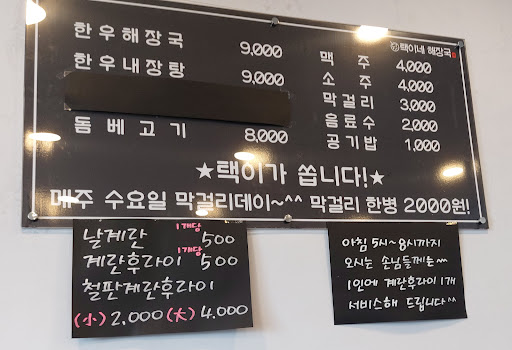 택이네 해장국
한우해장국 9,000
한우내장탕 9,000
돔베고기 8,000
맥주 4,000
소주 4,000
막걸리 3,000
음료수 2,000
공기밥 1,000
★택이가 쏩니다!★
매주 수요일 막걸리데이~^^ 막걸리 한병 2000원!
날계란 1개당 500
계란후라이 1개당 500
철판계란후라이
(小) 2,000 (大) 4,000
아침 5시~8시까지
오시는 손님들께는^^
1인에 계란후라이 1개
서비스해 드립니다^^